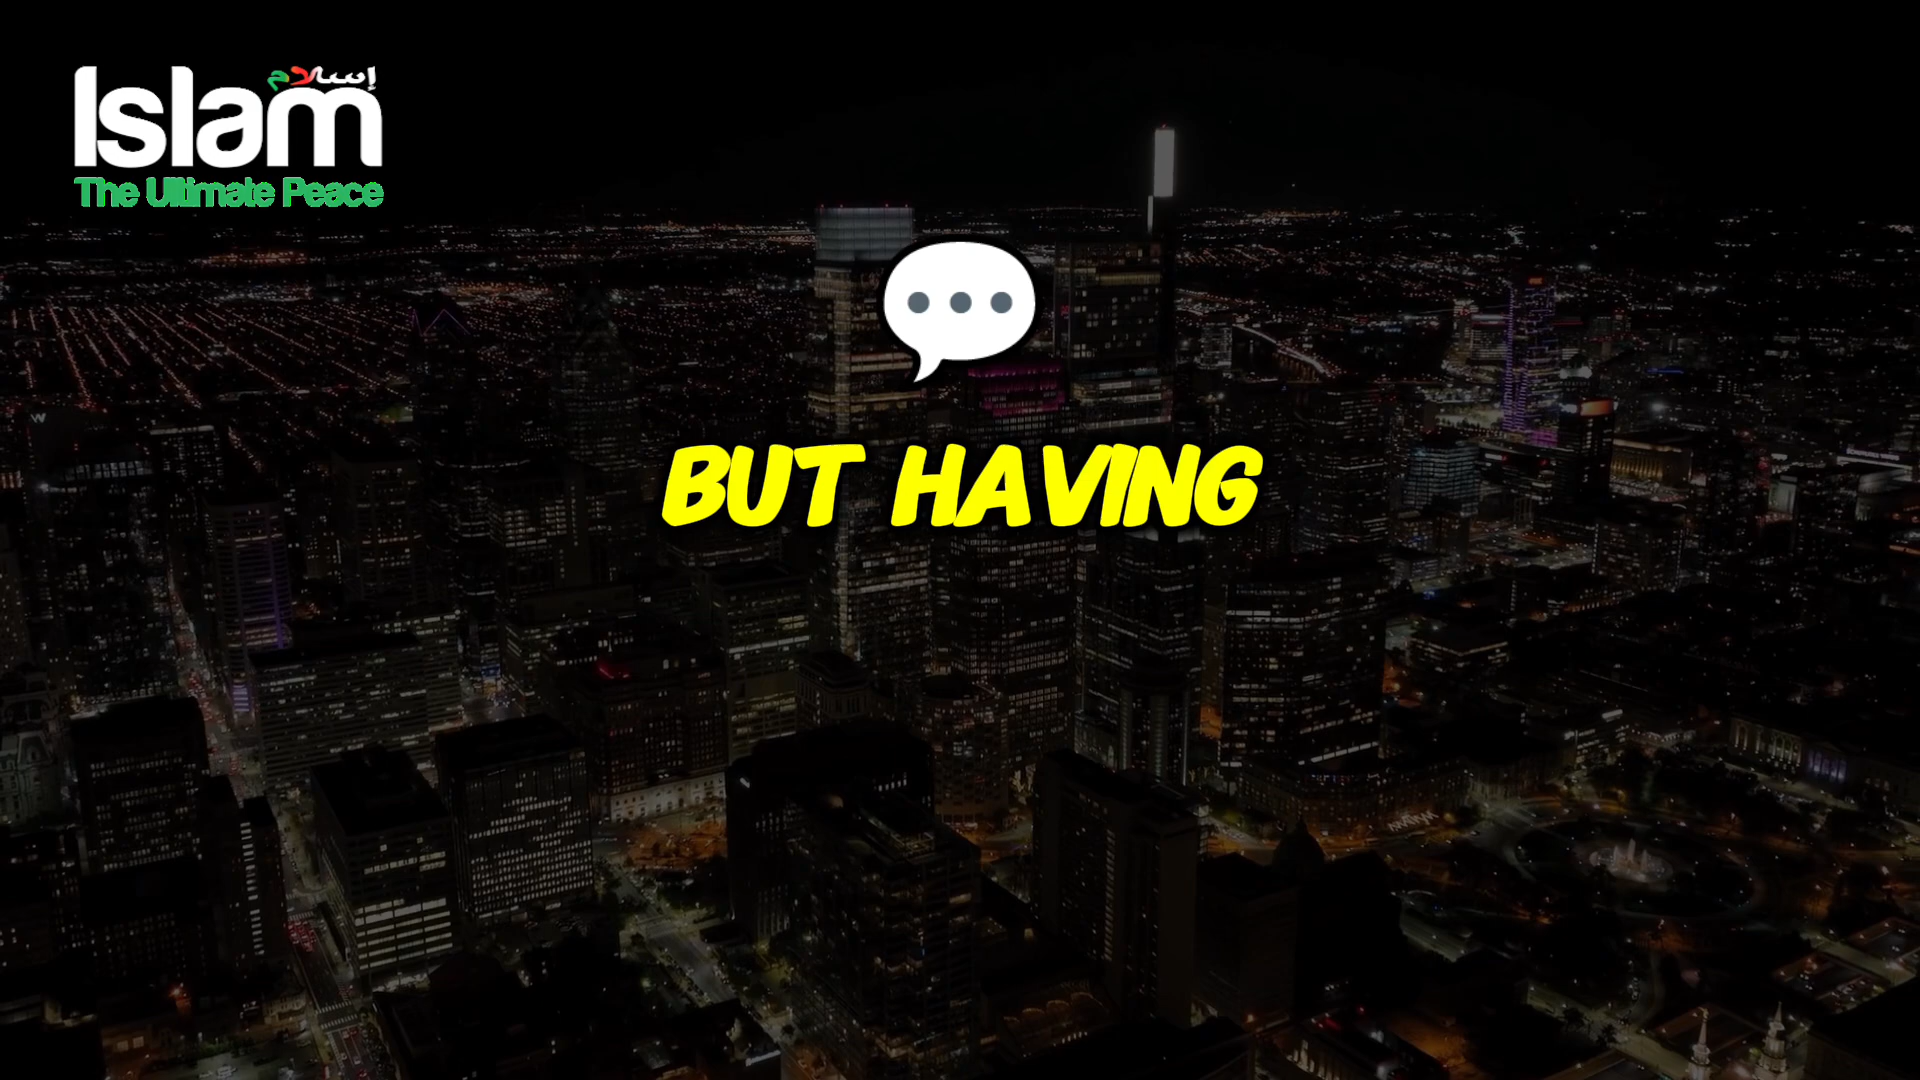 إسلام
Islam
The Ultimate Peace
BUT HAVING